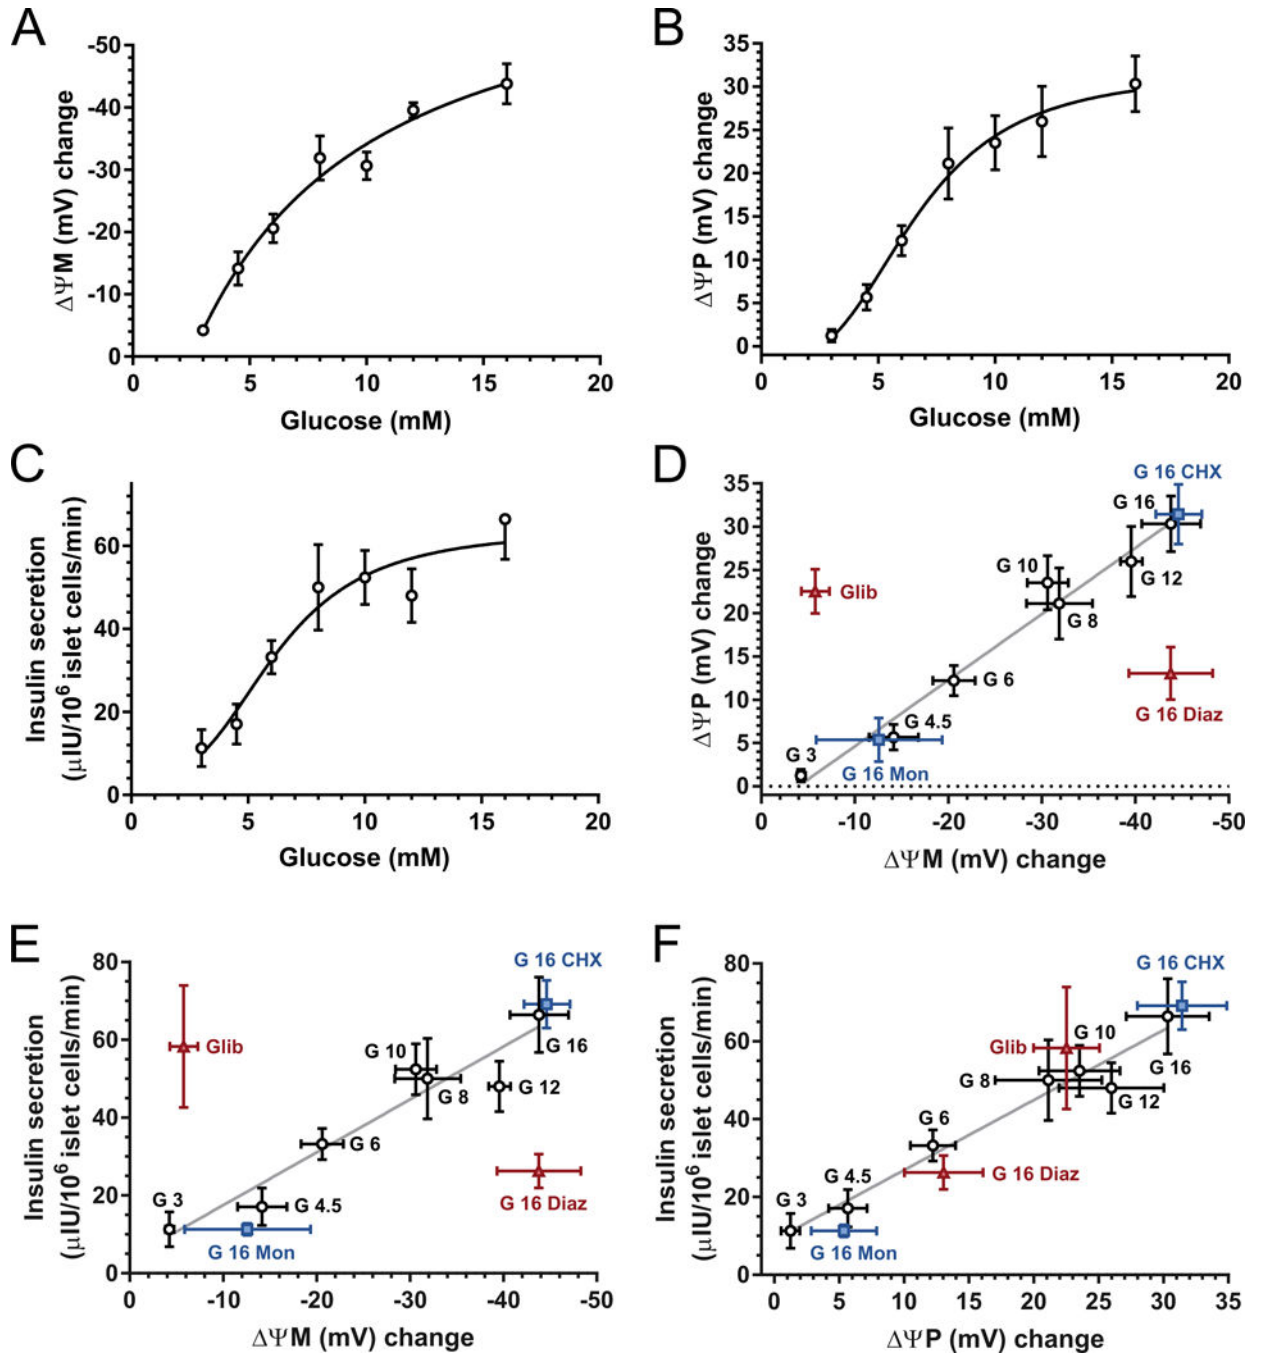 A
-50
-40
-30
-20
-10
0
0 5 10 15 20
ΔΨM (mV) change
Glucose (mM)
B
35
30
25
20
15
10
5
0
0 5 10 15 20
ΔΨP (mV) change
Glucose (mM)
C
60
40
20
0
0 5 10 15 20
Insulin secretion
(μIU/10⁶ islet cells/min)
Glucose (mM)
D
35
30
25
20
15
10
5
0
0 -10 -20 -30 -40 -50
ΔΨP (mV) change
ΔΨM (mV) change
G 16 CHX
G 16
G 12
G 10
G 8
Glib
G 6
G 16 Diaz
G 4.5
G 3
G 16 Mon
E
80
60
40
20
0
0 -10 -20 -30 -40 -50
Insulin secretion
(μIU/10⁶ islet cells/min)
ΔΨM (mV) change
G 16 CHX
G 16
G 10
G 8
G 12
Glib
G 6
G 16 Diaz
G 3
G 4.5
G 16 Mon
F
80
60
40
20
0
0 5 10 15 20 25 30 35
Insulin secretion
(μIU/10⁶ islet cells/min)
ΔΨP (mV) change
G 16 CHX
G 10
Glib
G 16
G 8
G 12
G 6
G 16 Diaz
G 4.5
G 3
G 16 Mon